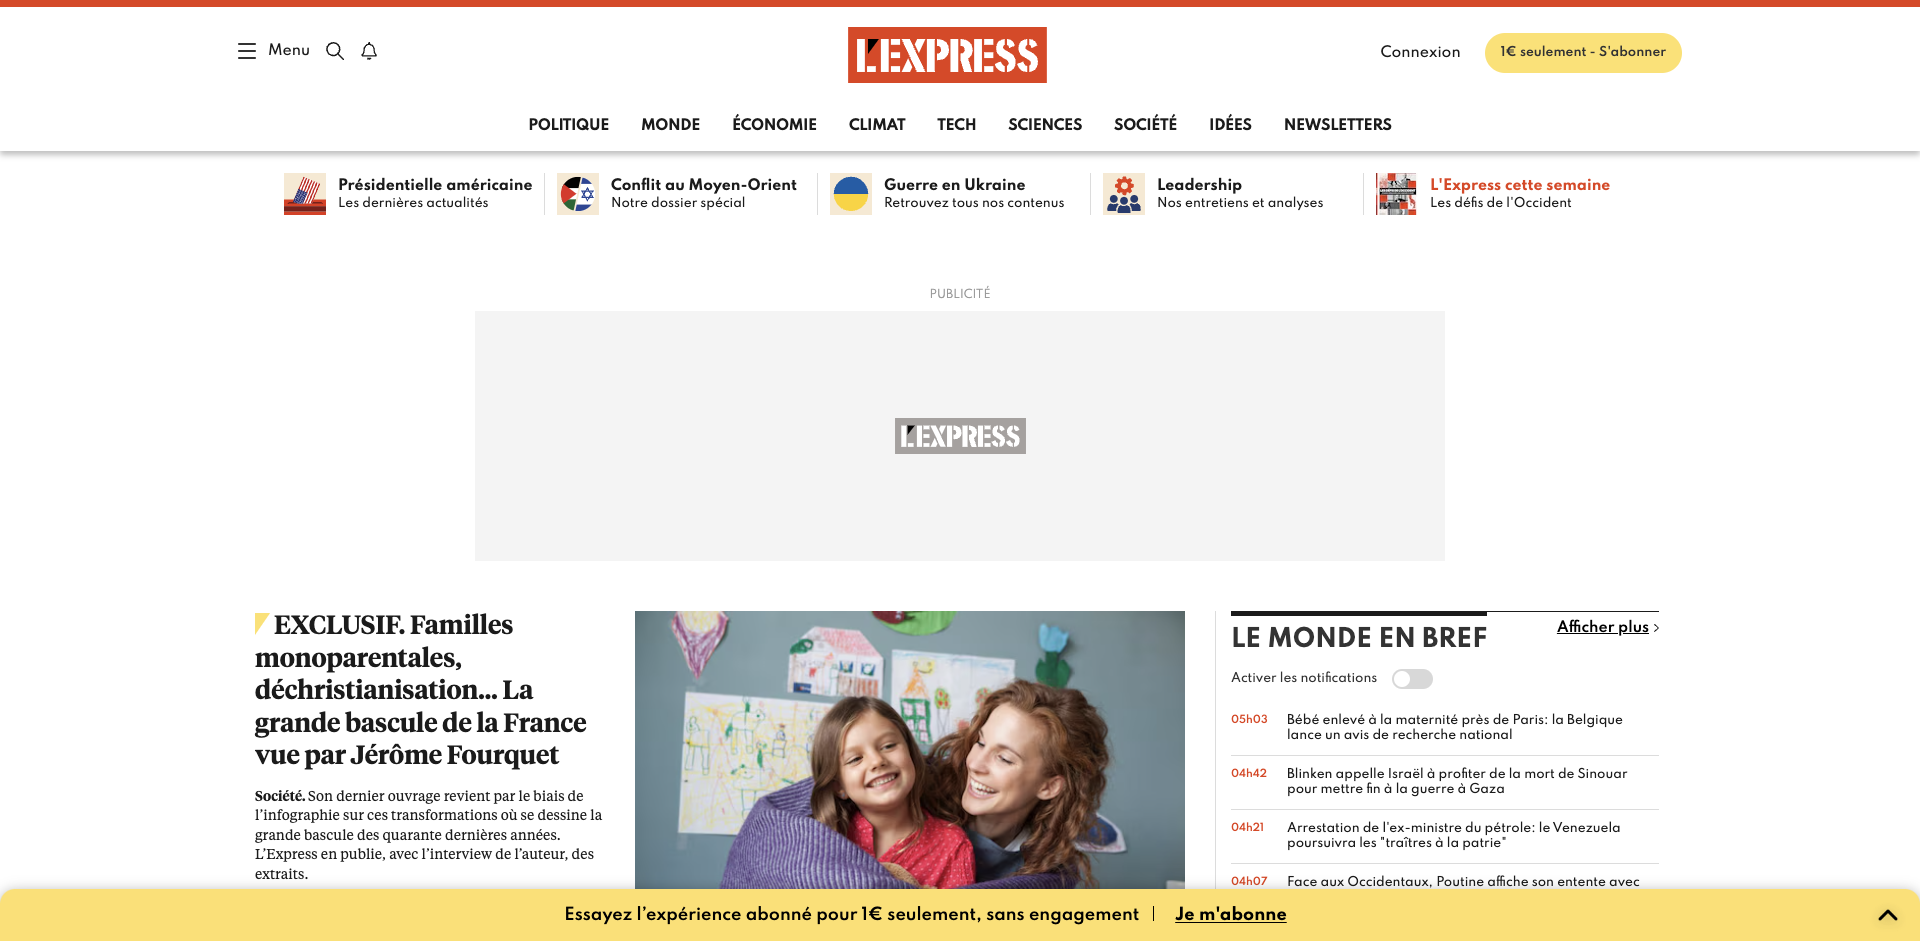 Menu
L'EXPRESS
Connexion
1€ seulement - S'abonner
POLITIQUE
MONDE
ÉCONOMIE
CLIMAT
TECH
SCIENCES
SOCIÉTÉ
IDÉES
NEWSLETTERS
Présidentielle américaine
Les dernières actualités
Conflit au Moyen-Orient
Notre dossier spécial
Guerre en Ukraine
Retrouvez tous nos contenus
Leadership
Nos entretiens et analyses
L'Express cette semaine
Les défis de l'Occident
PUBLICITÉ
L'EXPRESS
EXCLUSIF. Familles
monoparentales,
déchristianisation... La
grande bascule de la France
vue par Jérôme Fourquet
Société. Son dernier ouvrage revient par le biais de
l’infographie sur ces transformations où se dessine la
grande bascule des quarante dernières années.
L’Express en publie, avec l’interview de l’auteur, des
extraits.
LE MONDE EN BREF
Afficher plus
Activer les notifications
05h03
Bébé enlevé à la maternité près de Paris: la Belgique
lance un avis de recherche national
04h42
Blinken appelle Israël à profiter de la mort de Sinouar
pour mettre fin à la guerre à Gaza
04h21
Arrestation de l'ex-ministre du pétrole: le Venezuela
poursuivra les "traîtres à la patrie"
04h07
Face aux Occidentaux, Poutine affiche son entente avec
Essayez l’expérience abonné pour 1€ seulement, sans engagement
Je m'abonne